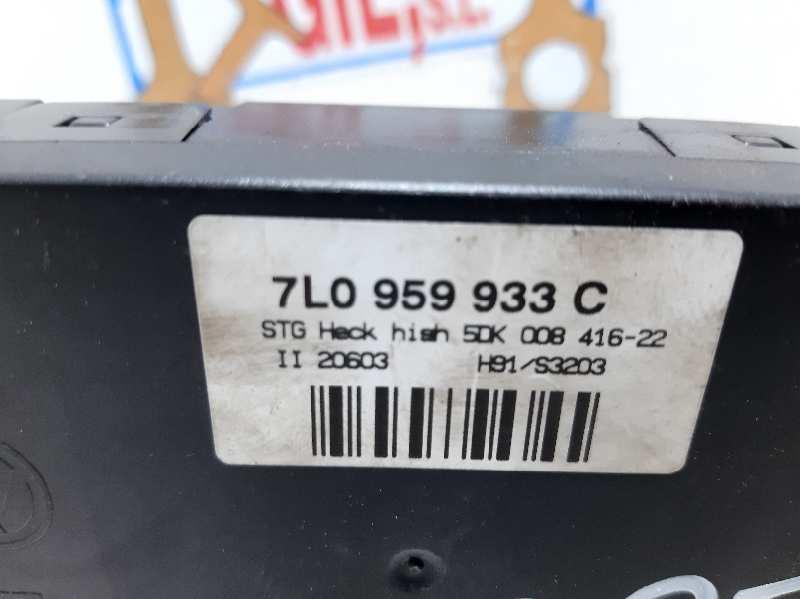 7L0 959 933 C
STG Heck high 5DK 008 416-22
II 20603 H91/S3203